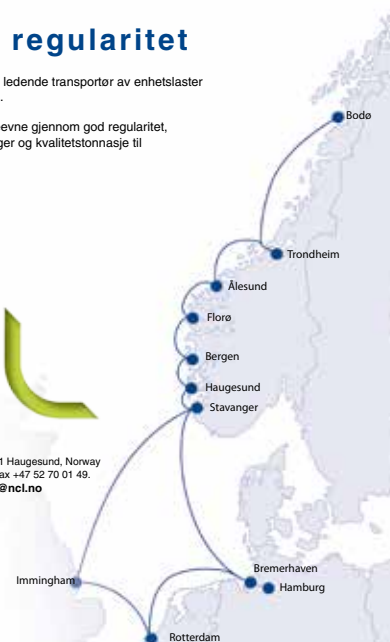 regularitet
ledende transportør av enhetslaster
.
evne gjennom god regularitet,
ger og kvalitetstonnasje til
Bodø
Trondheim
Ålesund
Florø
Bergen
Haugesund
Stavanger
1 Haugesund, Norway
ax +47 52 70 01 49.
@ncl.no
Bremerhaven
Immingham
Hamburg
Rotterdam